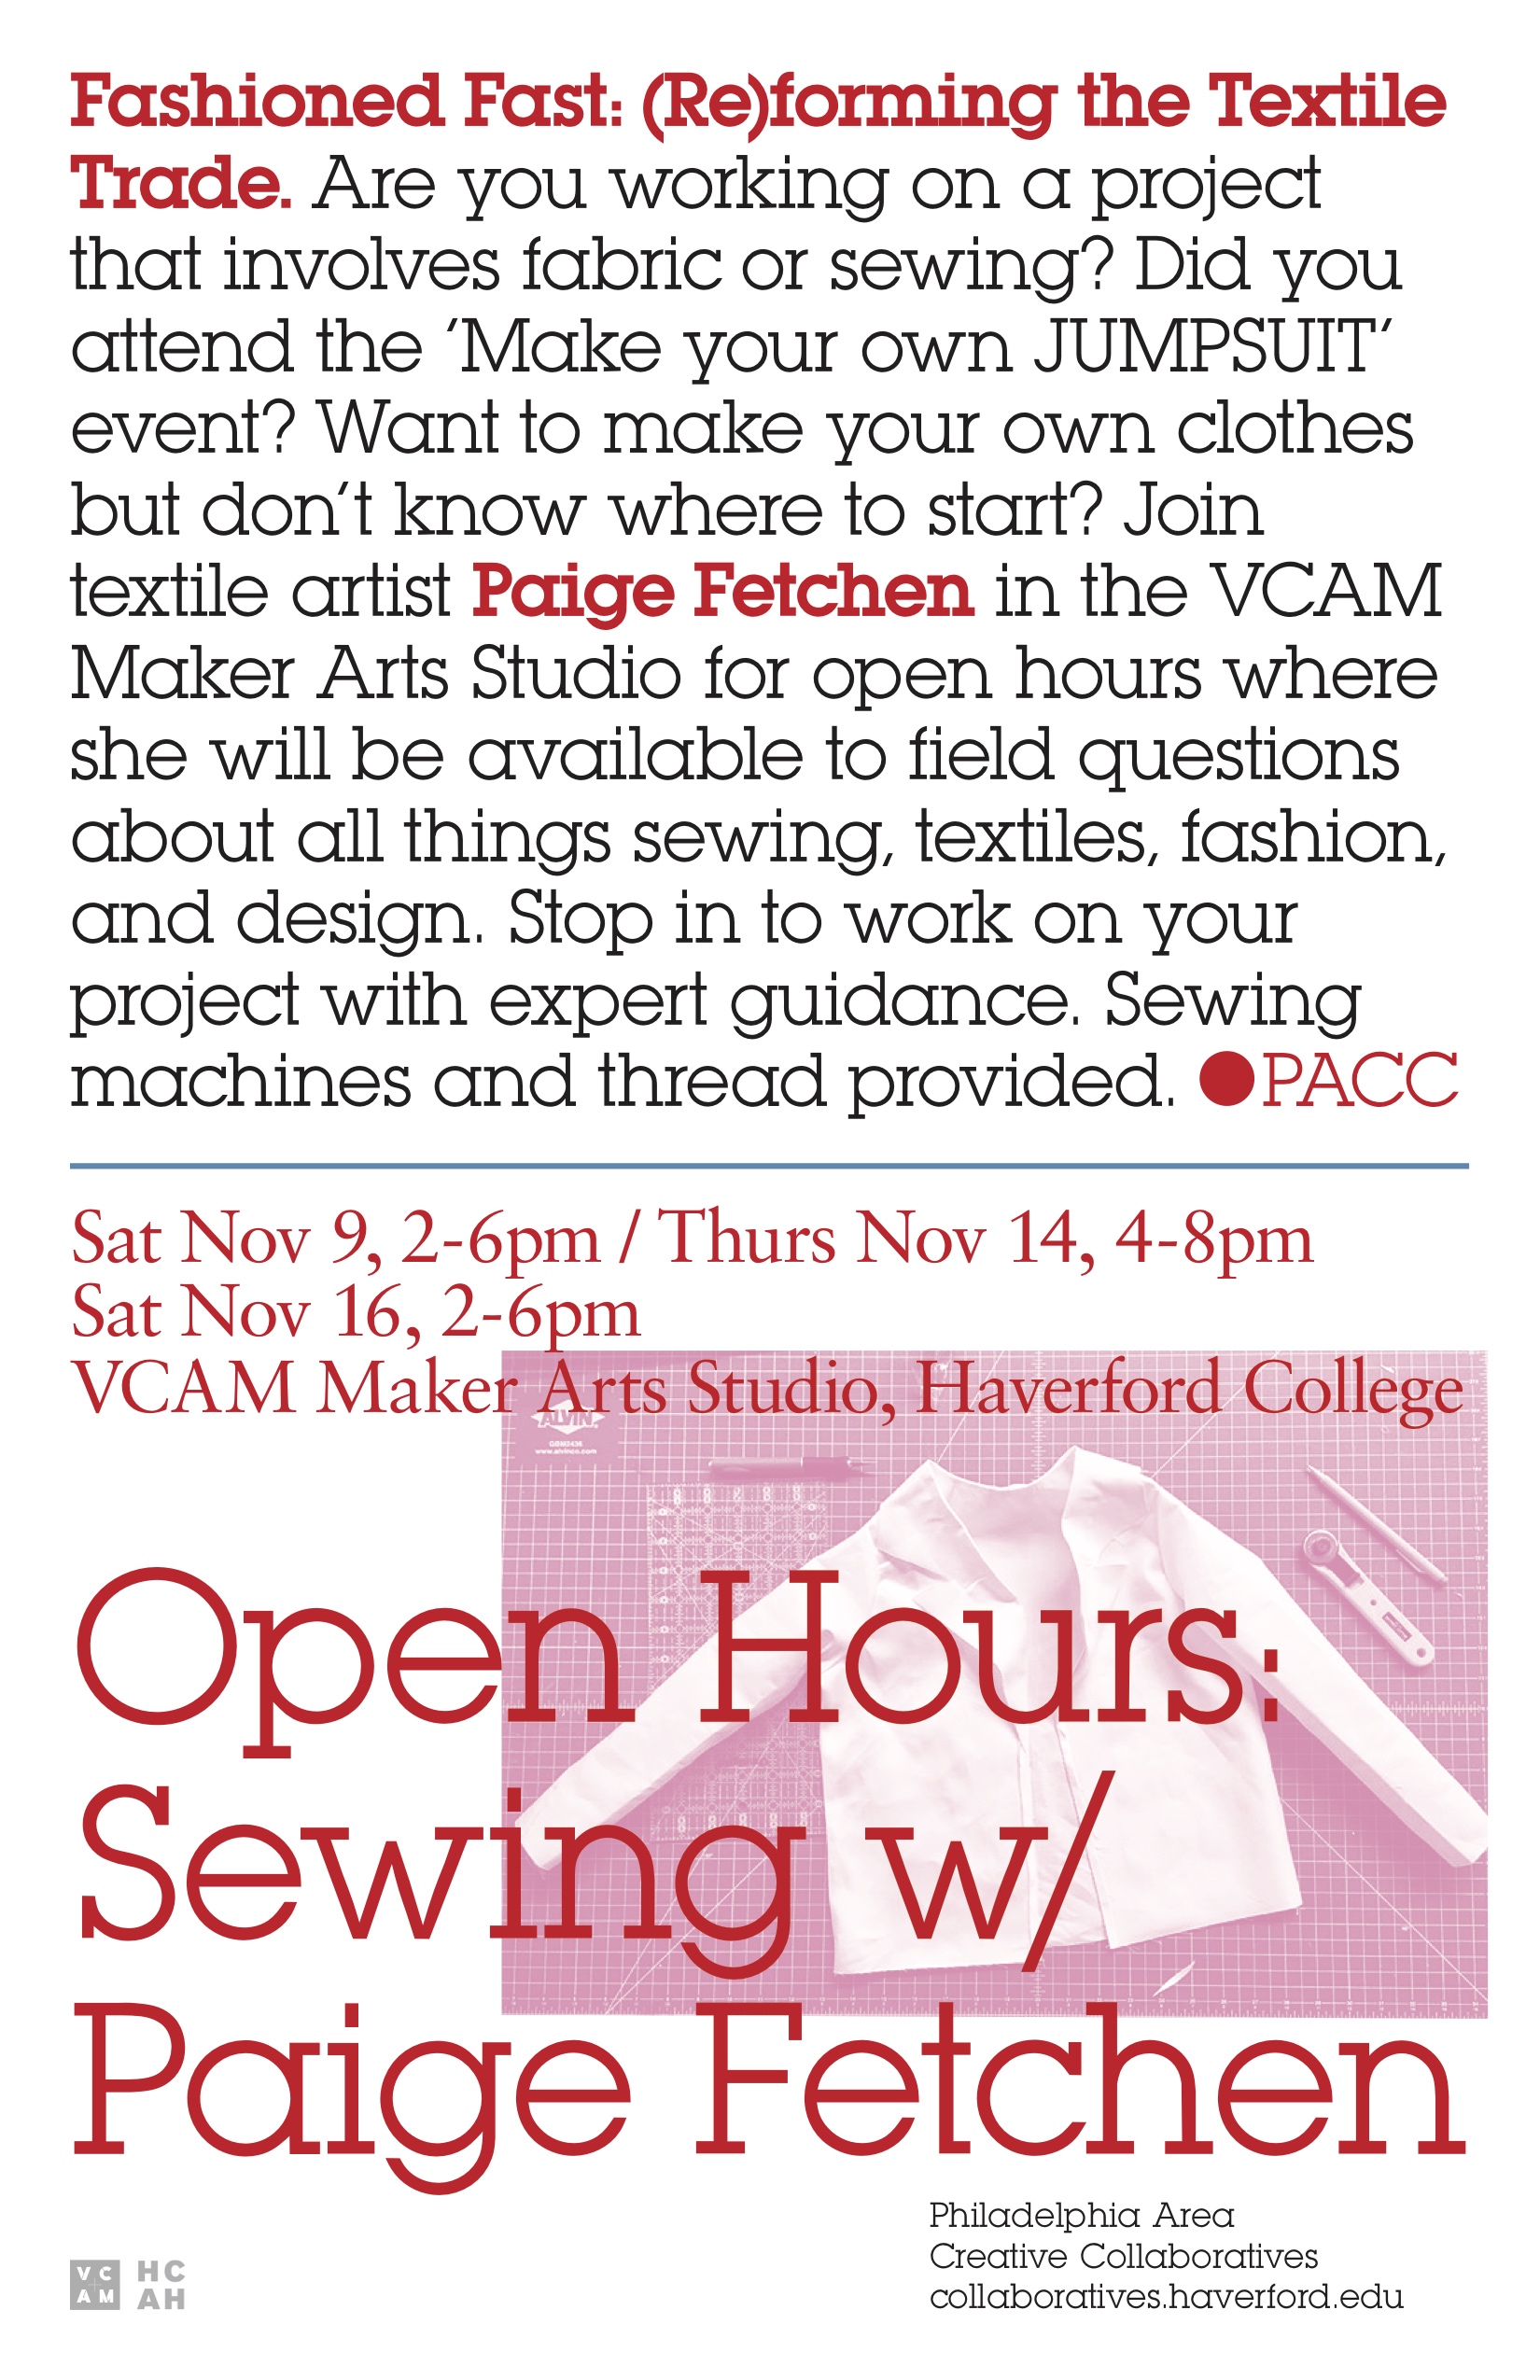 Fashioned Fast: (Re)forming the Textile
Trade. Are you working on a project
that involves fabric or sewing? Did you
attend the ‘Make your own JUMPSUIT’
event? Want to make your own clothes
but don’t know where to start? Join
textile artist Paige Fetchen in the VCAM
Maker Arts Studio for open hours where
she will be available to field questions
about all things sewing, textiles, fashion,
and design. Stop in to work on your
project with expert guidance. Sewing
machines and thread provided. ●PACC
Sat Nov 9, 2-6pm / Thurs Nov 14, 4-8pm
Sat Nov 16, 2-6pm
VCAM Maker Arts Studio, Haverford College
ALVIN
GBM2436
www.alvinco.com
Open Hours:
Sewing w/
Paige Fetchen
Philadelphia Area
Creative Collaboratives
collaboratives.haverford.edu
VC
AM
HC
AH